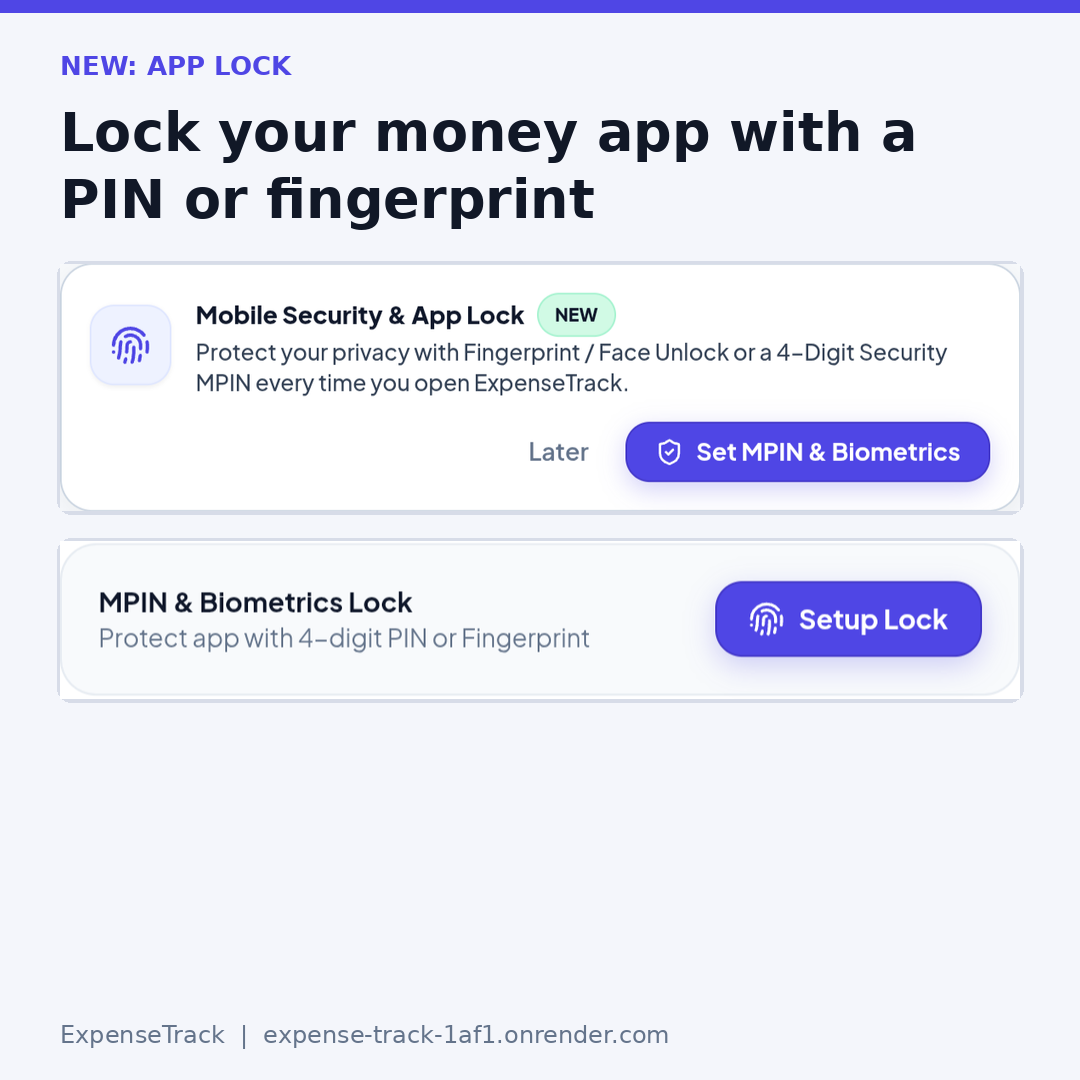 NEW: APP LOCK
Lock your money app with a
PIN or fingerprint
Mobile Security & App Lock NEW
Protect your privacy with Fingerprint / Face Unlock or a 4–Digit Security
MPIN every time you open ExpenseTrack.
Later Set MPIN & Biometrics
MPIN & Biometrics Lock
Protect app with 4–digit PIN or Fingerprint
Setup Lock
ExpenseTrack | expense-track-1af1.onrender.com